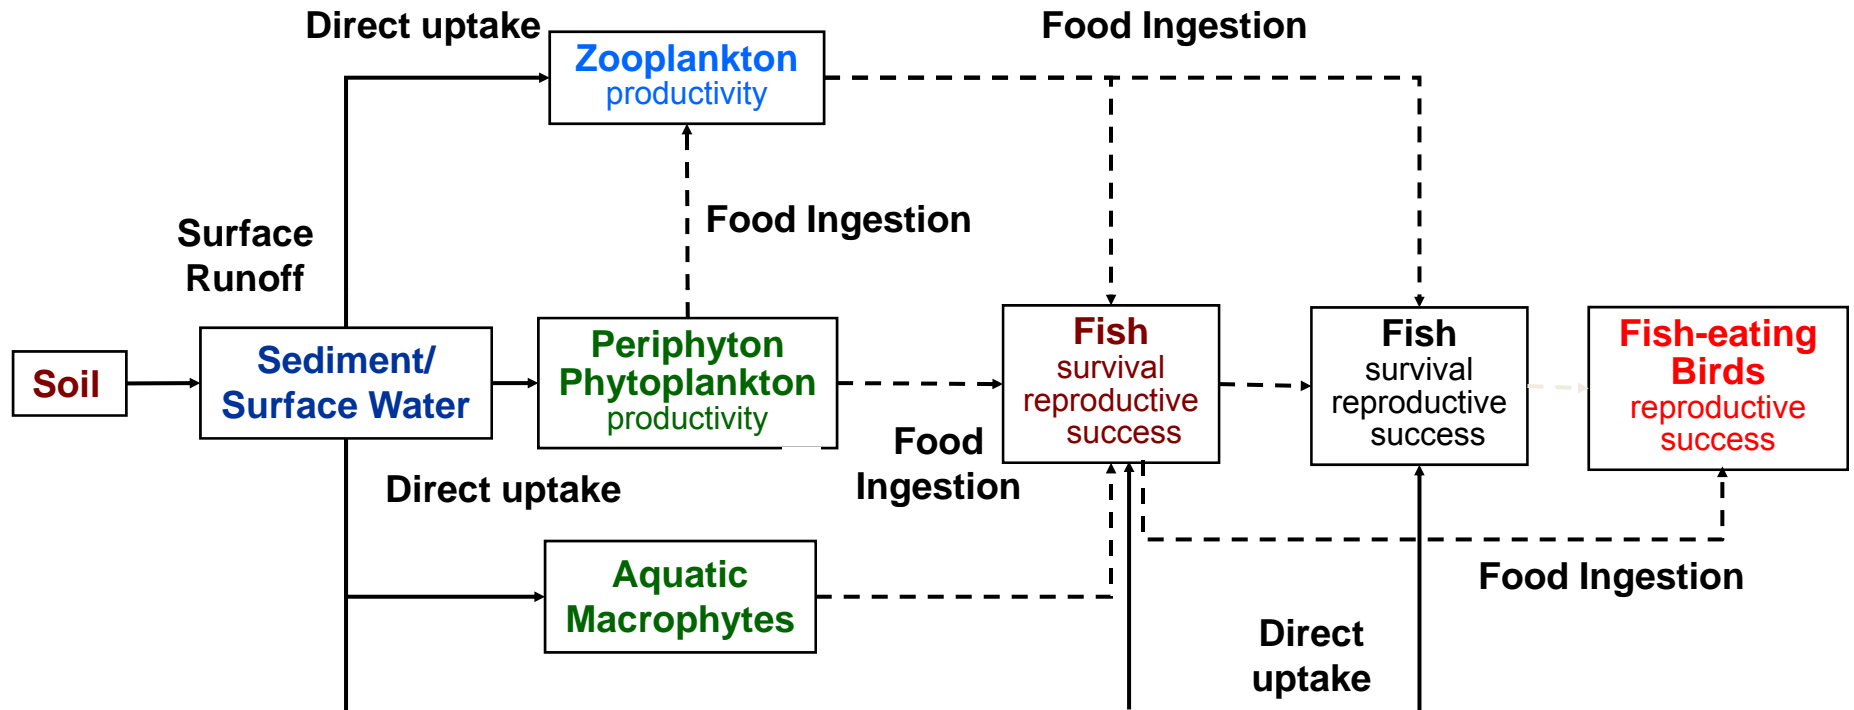 Direct uptake
Food Ingestion
Zooplankton
productivity
Food Ingestion
Surface
Runoff
Soil
Sediment/
Surface Water
Periphyton
Phytoplankton
productivity
Fish
survival
reproductive
success
Fish
survival
reproductive
success
Fish-eating
Birds
reproductive
success
Food
Ingestion
Direct uptake
Aquatic
Macrophytes
Food Ingestion
Direct
uptake